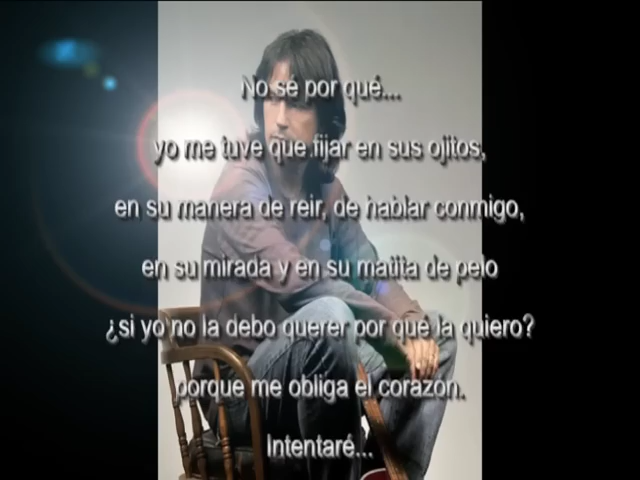 No sé por qué...
yo me tuve que fijar en sus ojitos,
en su manera de reir, de hablar conmigo,
en su mirada y en su matita de pelo
¿si yo no la debo querer por qué la quiero?
porque me obliga el corazón.
Intentaré...